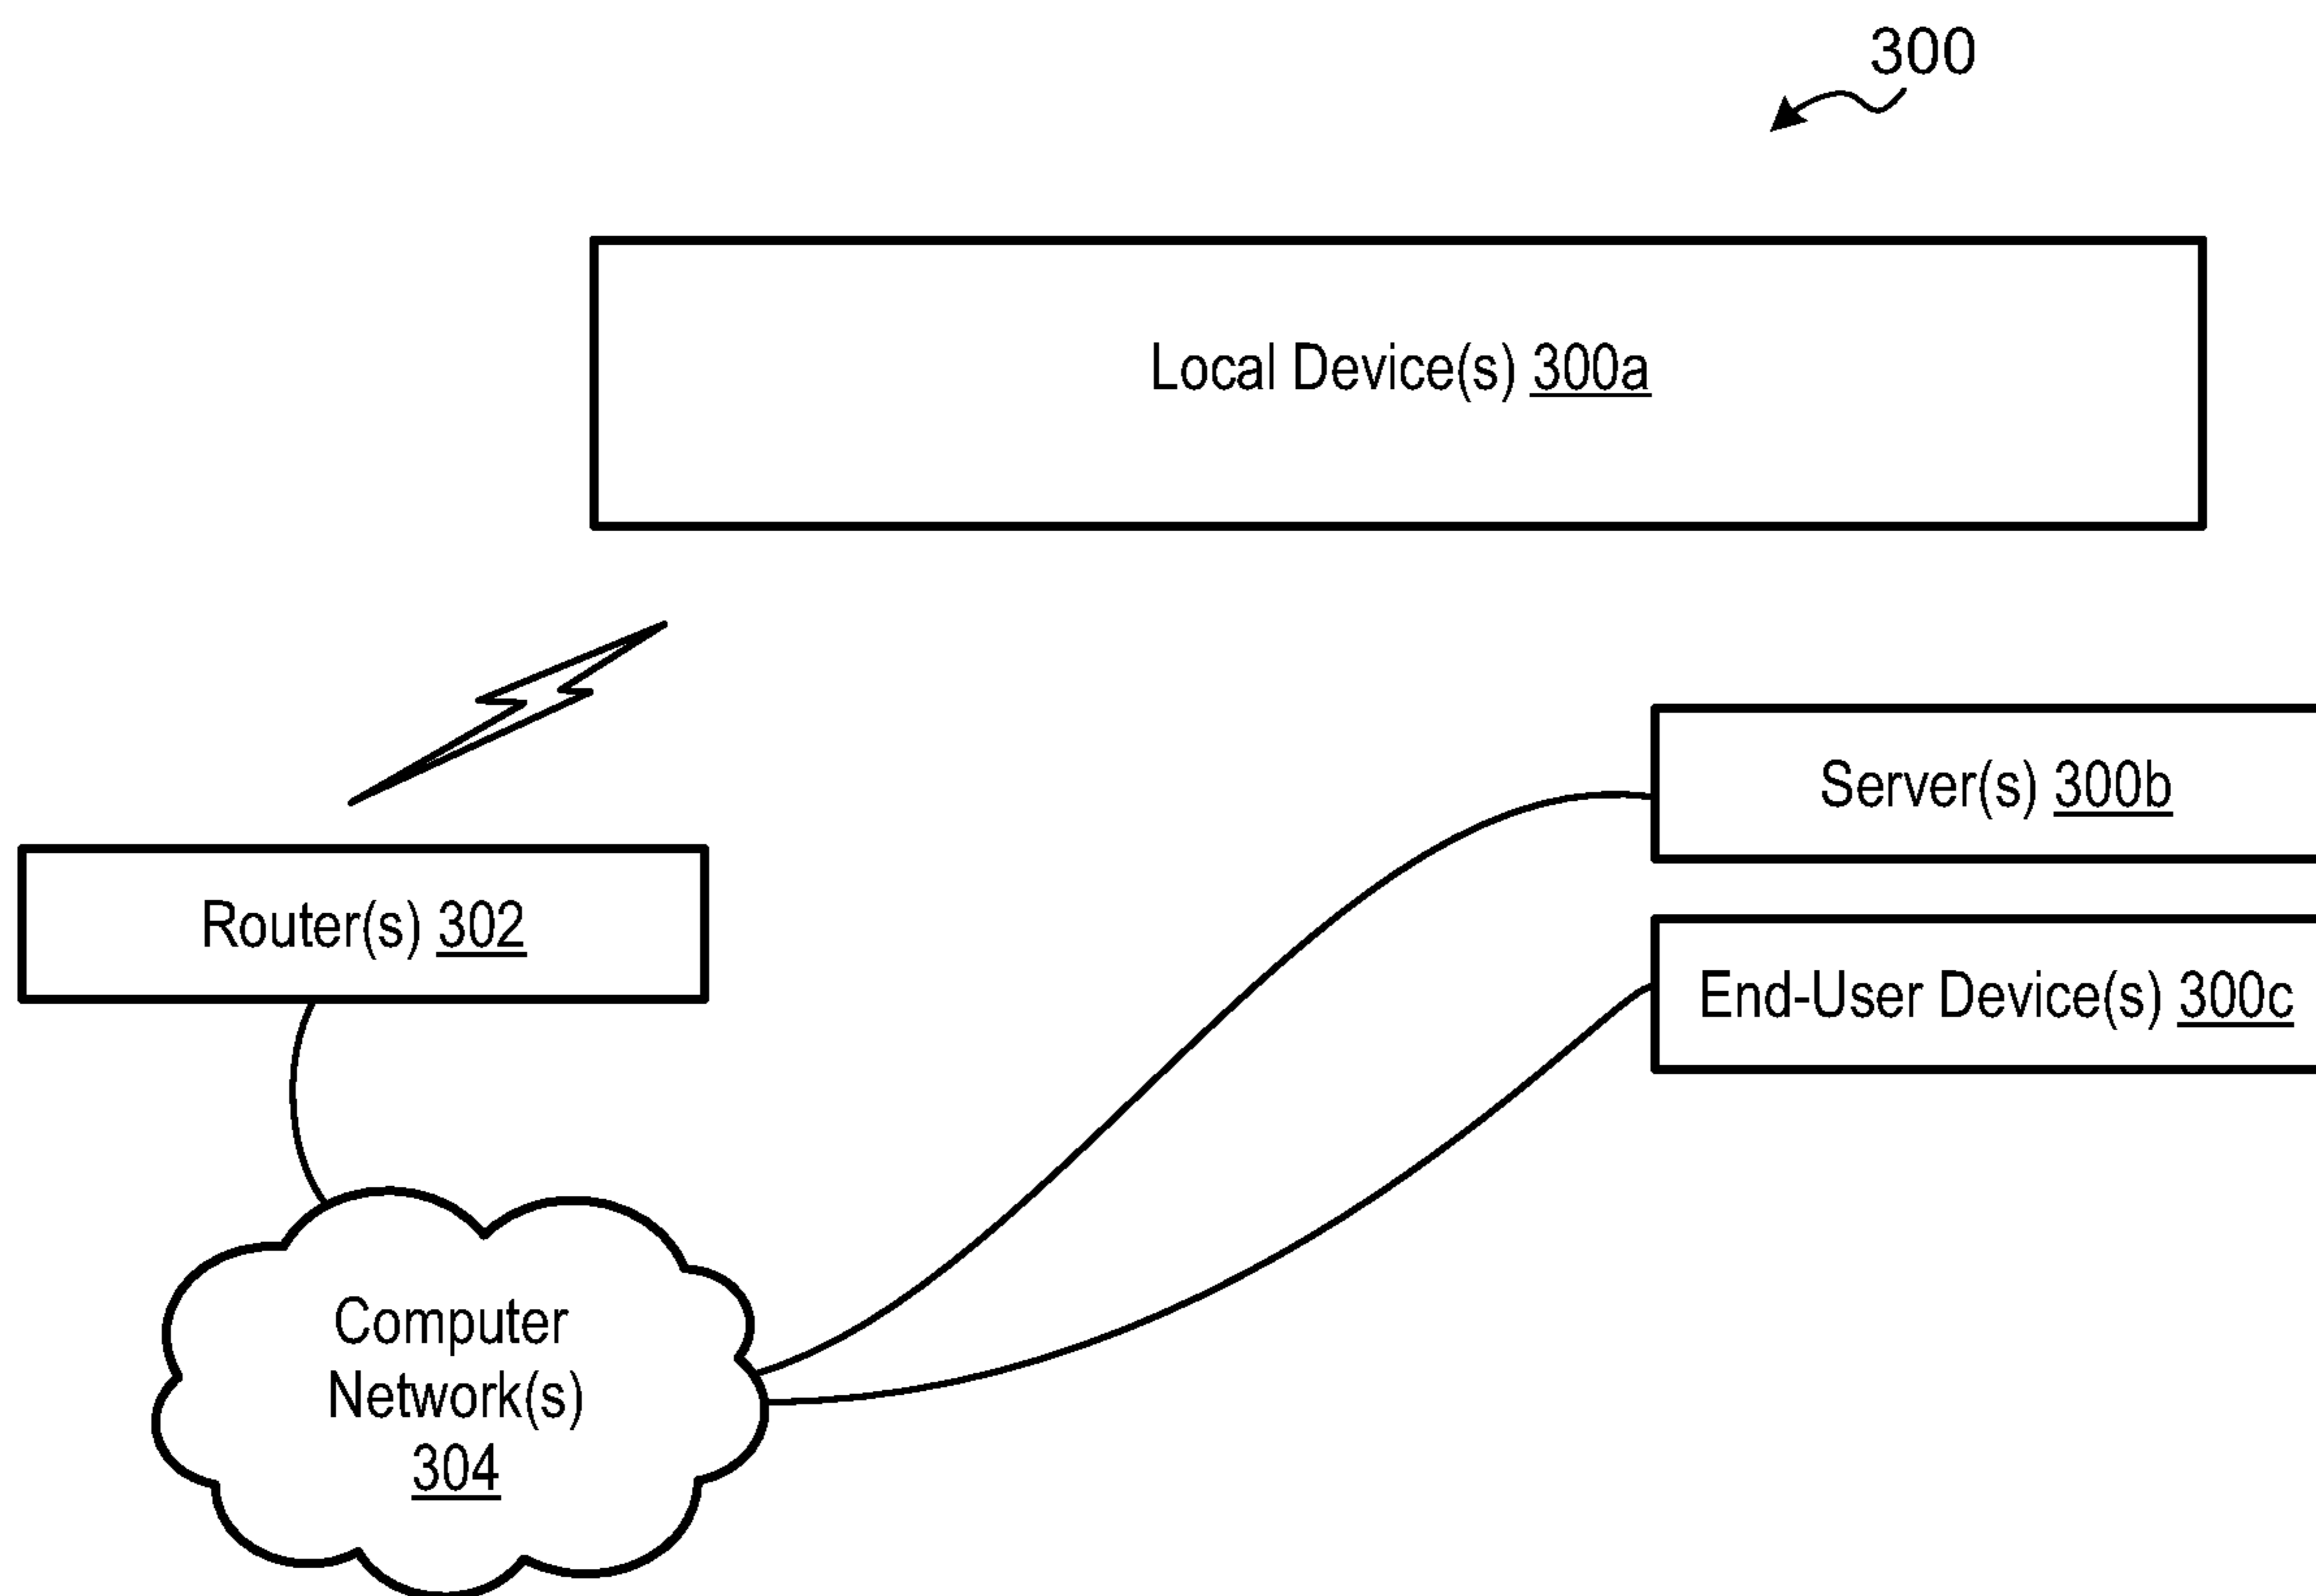 300
Local Device(s) 300a
Server(s) 300b
Router(s) 302
End-User Device(s) 300c
Computer
Network(s)
304